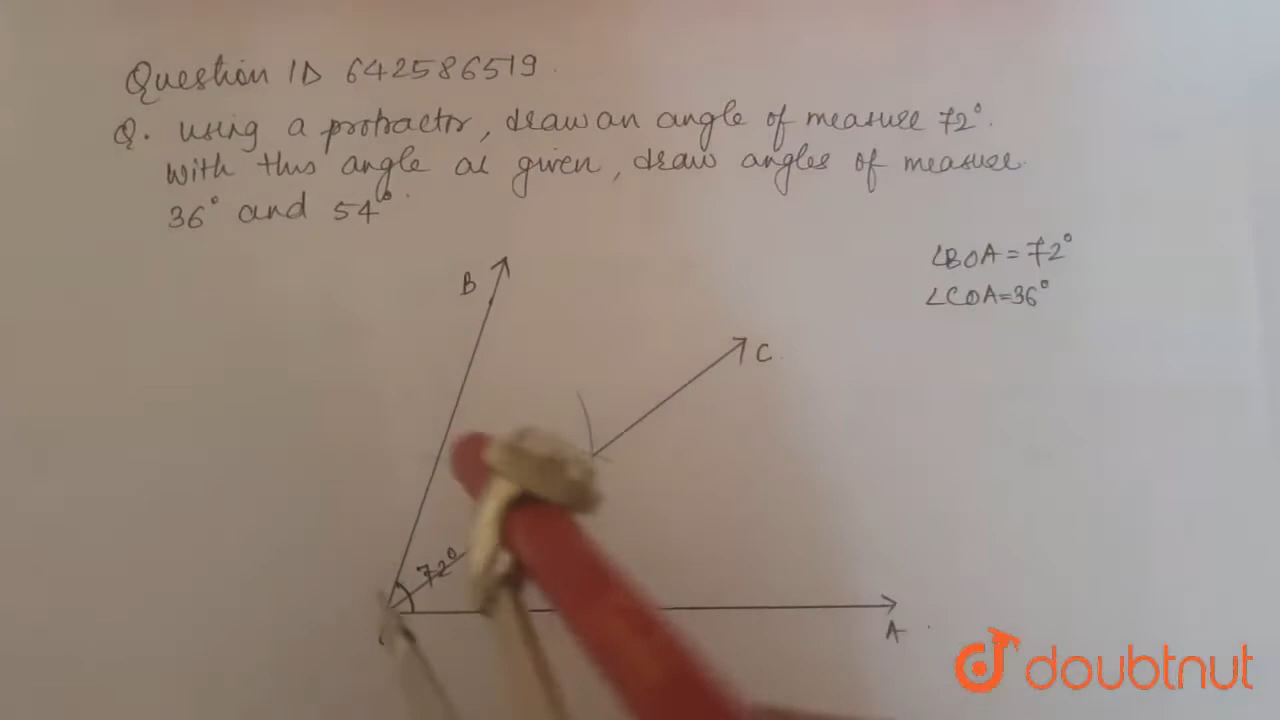 Question ID 642586519.
Q. using a protractor, draw an angle of measure 72°.
With this angle as given, draw angles of measure
36° and 54°.
∠BOA = 72°
∠COA = 36°
B
C
72°
A
doubtnut